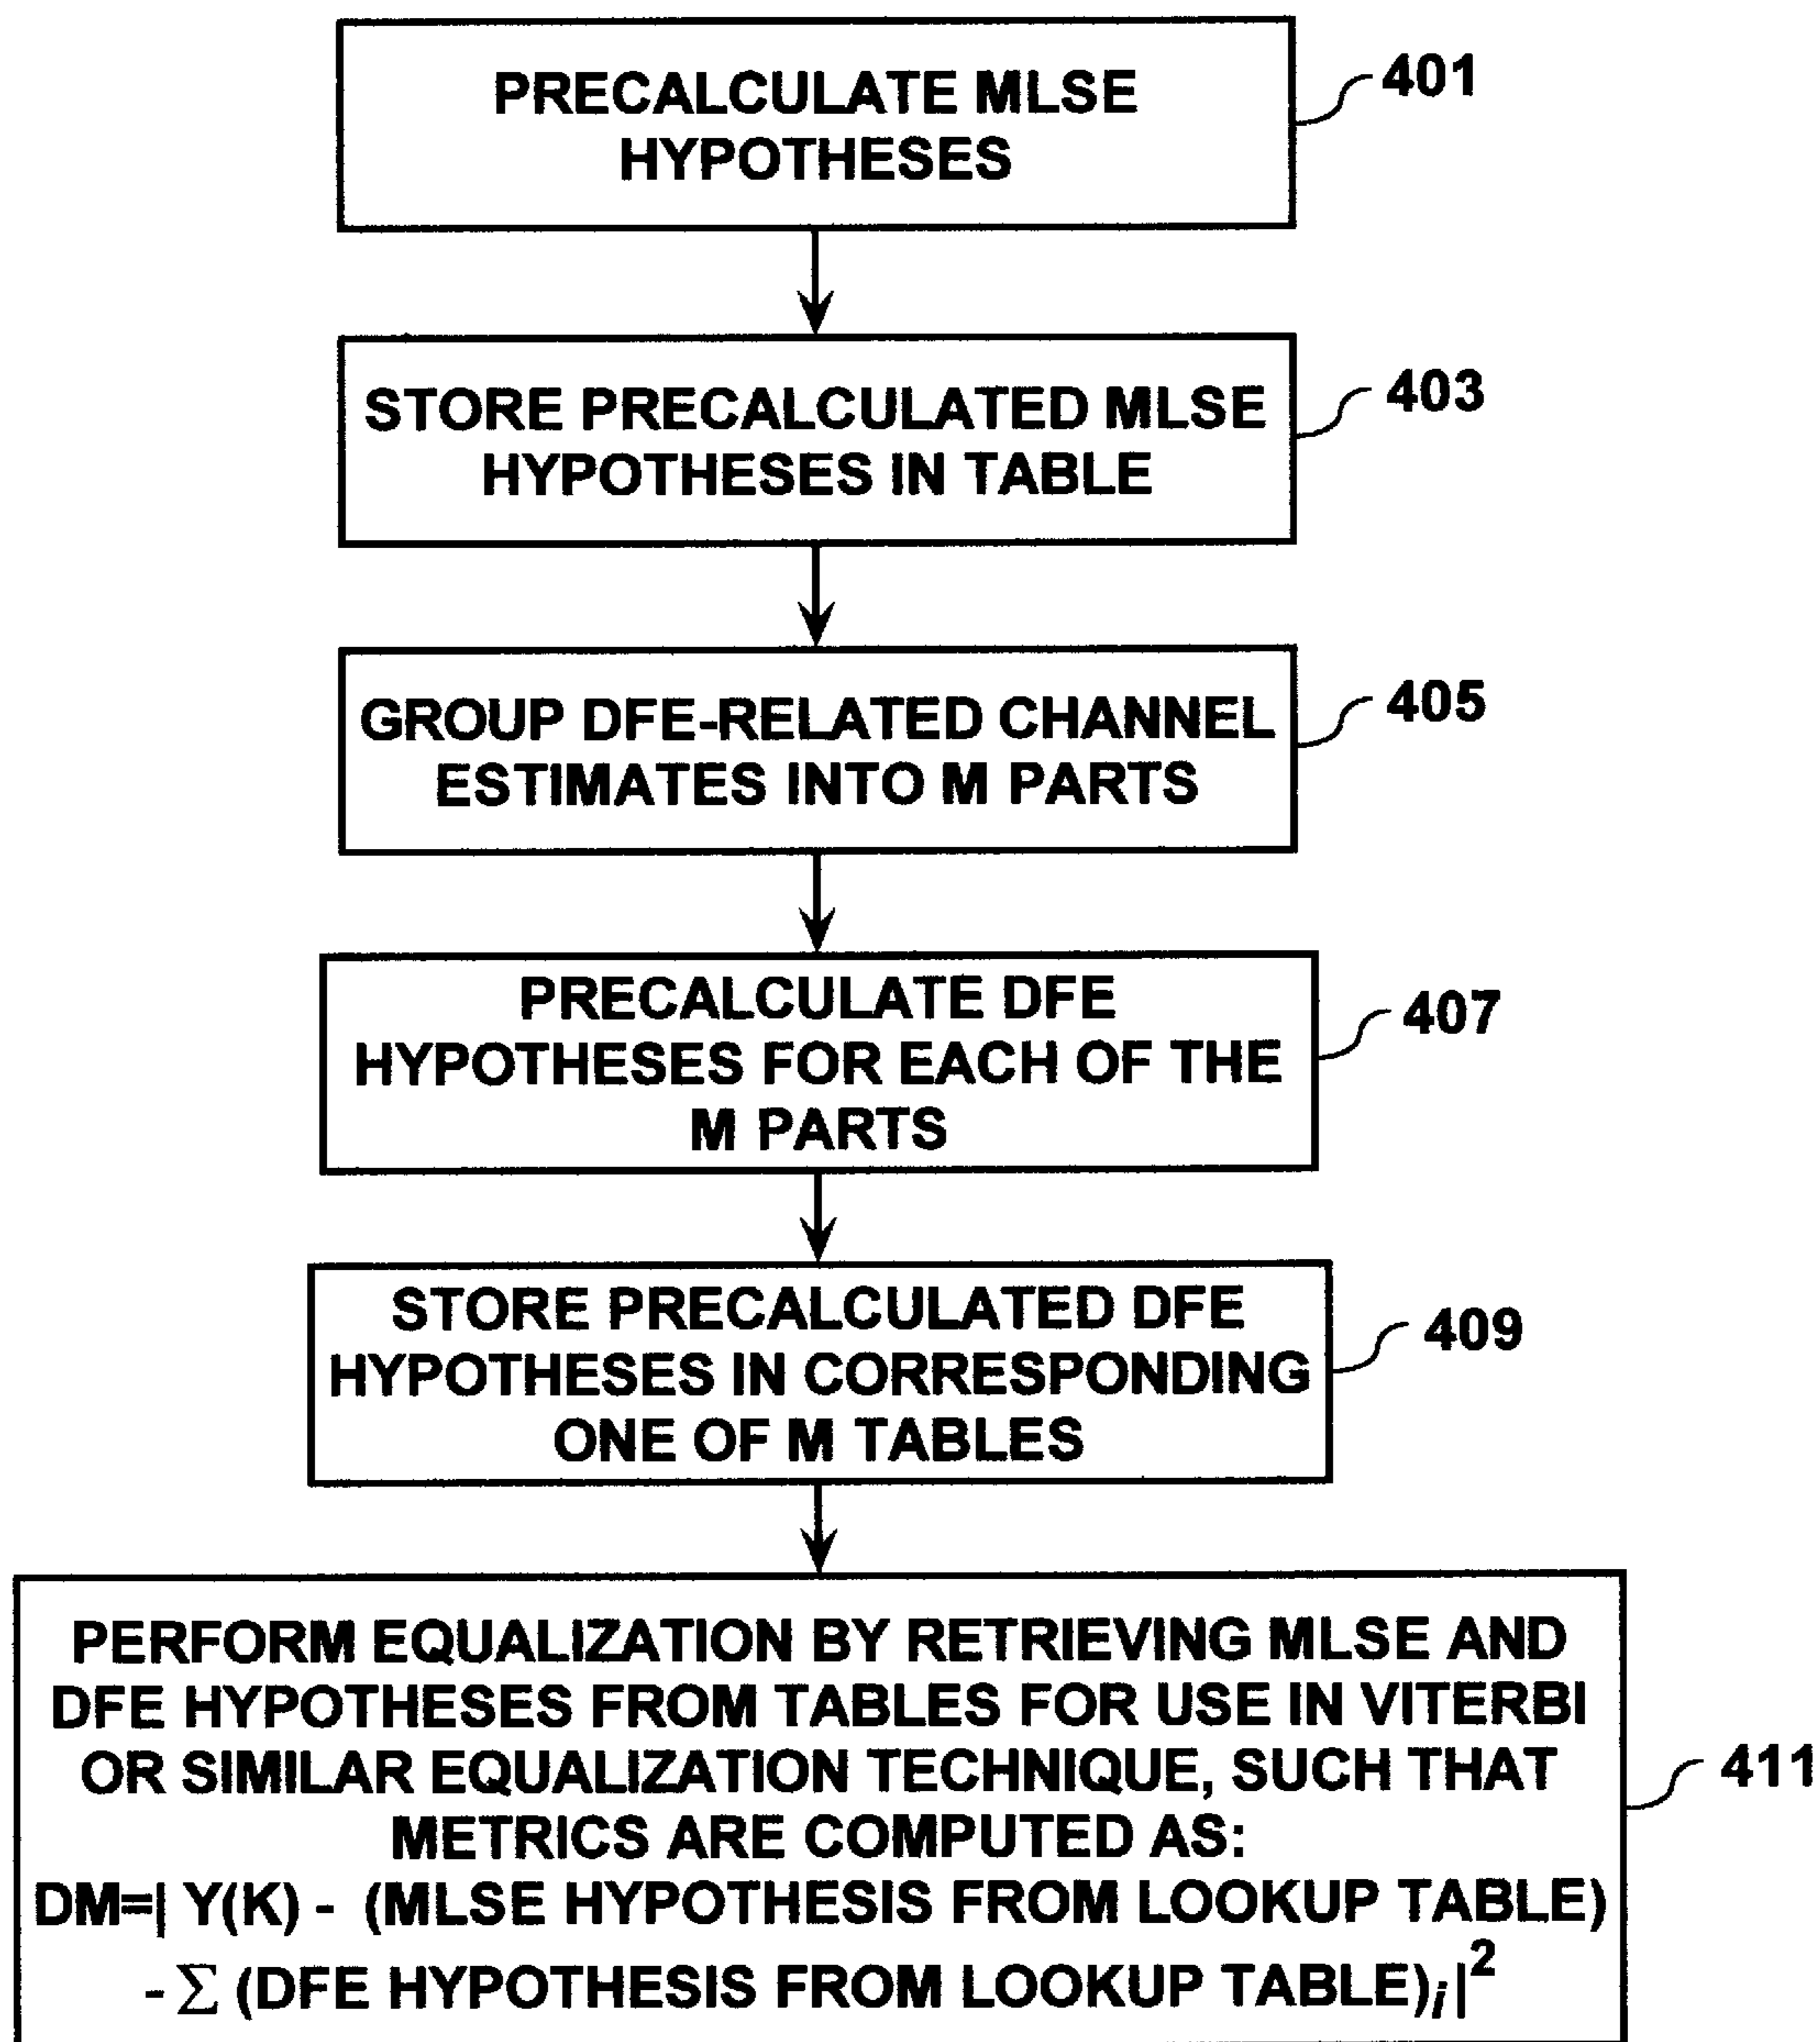 PRECALCULATE MLSE
HYPOTHESES
401
STORE PRECALCULATED MLSE
HYPOTHESES IN TABLE
403
GROUP DFE-RELATED CHANNEL
ESTIMATES INTO M PARTS
405
PRECALCULATE DFE
HYPOTHESES FOR EACH OF THE
M PARTS
407
STORE PRECALCULATED DFE
HYPOTHESES IN CORRESPONDING
ONE OF M TABLES
409
PERFORM EQUALIZATION BY RETRIEVING MLSE AND
DFE HYPOTHESES FROM TABLES FOR USE IN VITERBI
OR SIMILAR EQUALIZATION TECHNIQUE, SUCH THAT
METRICS ARE COMPUTED AS:
DM=| Y(K) - (MLSE HYPOTHESIS FROM LOOKUP TABLE)
- Σ (DFE HYPOTHESIS FROM LOOKUP TABLE)i|²
411